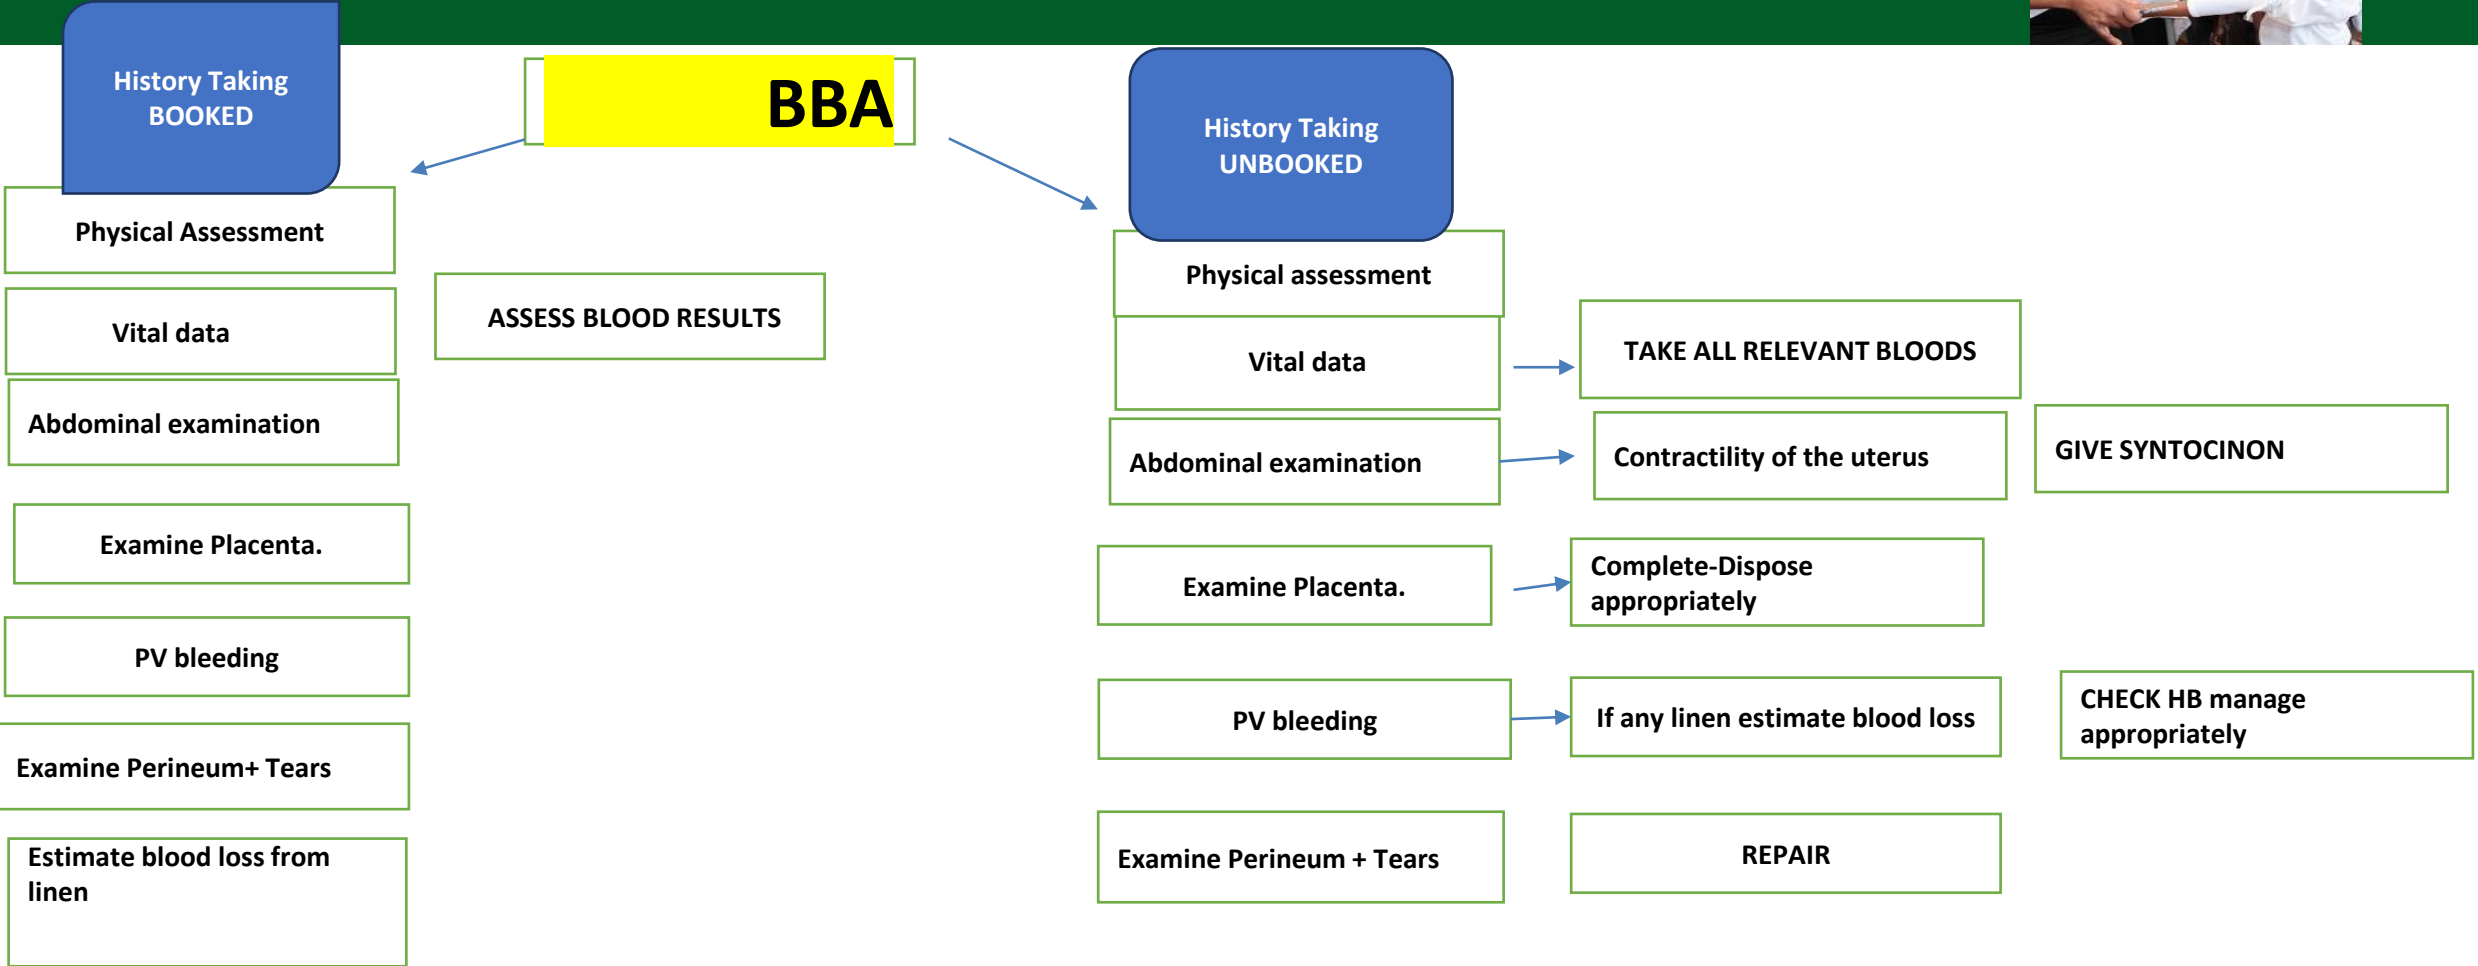 BBA
History Taking
BOOKED
Physical Assessment
Vital data
ASSESS BLOOD RESULTS
Abdominal examination
Examine Placenta.
PV bleeding
Examine Perineum+ Tears
Estimate blood loss from
linen
History Taking
UNBOOKED
Physical assessment
Vital data
TAKE ALL RELEVANT BLOODS
Abdominal examination
Contractility of the uterus
GIVE SYNTOCINON
Examine Placenta.
Complete-Dispose
appropriately
PV bleeding
If any linen estimate blood loss
CHECK HB manage
appropriately
Examine Perineum + Tears
REPAIR